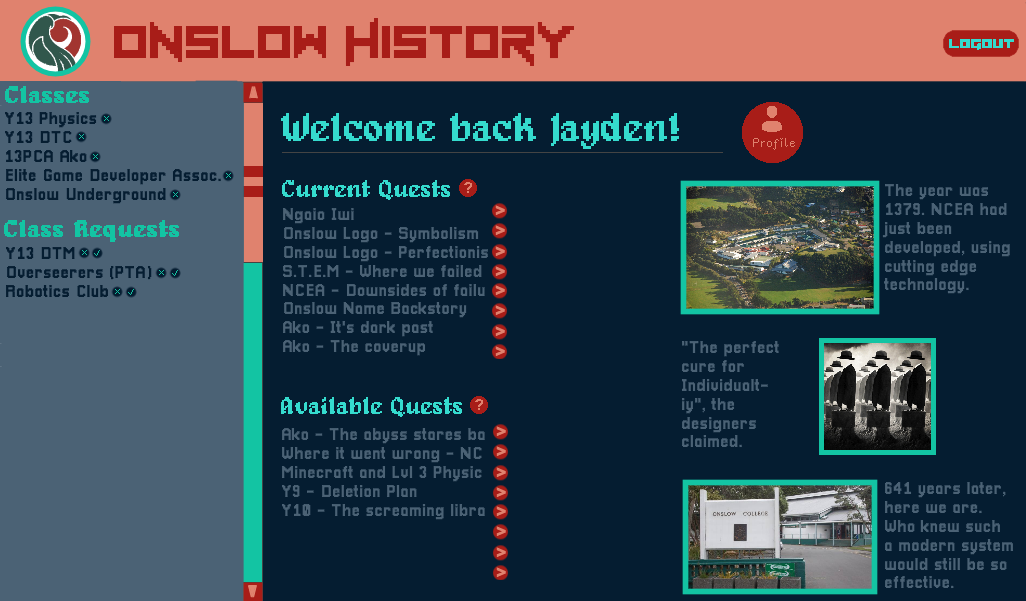 ONSLOW HISTORY
LOGOUT
Classes
Y13 Physics
Y13 DTC
13PCA Ako
Elite Game Developer Assoc.
Onslow Underground
Class Requests
Y13 DTM
Overseerers (PTA)
Robotics Club
Welcome back Jayden!
Profile
Current Quests ?
Ngaio Iwi >
Onslow Logo - Symbolism >
Onslow Logo - Perfectionis >
S.T.E.M - Where we failed >
NCEA - Downsides of failu >
Onslow Name Backstory >
Ako - It's dark past >
Ako - The coverup >
Available Quests ?
Ako - The abyss stares ba >
Where it went wrong - NC >
Minecraft and Lvl 3 Physic >
Y9 - Deletion Plan >
Y10 - The screaming libra >
>
>
>
The year was
1379. NCEA had
just been
developed, using
cutting edge
technology.
"The perfect
cure for
Individualt-
iy", the
designers
claimed.
ONSLOW COLLEGE
641 years later,
here we are.
Who knew such
a modern system
would still be so
effective.